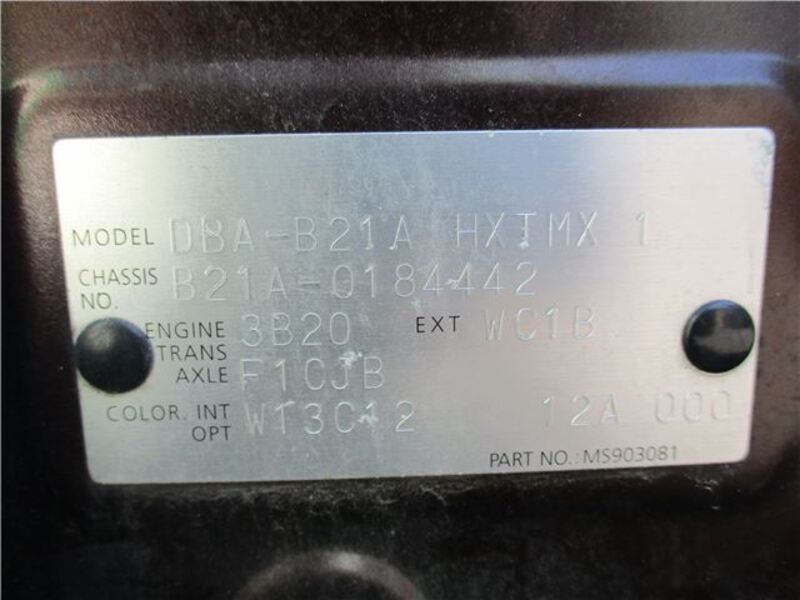 MODEL DBA-B21A HXTMX 1
CHASSIS NO. B21A-0184442
ENGINE 3B20 EXT WC1B
TRANS
AXLE F1CJB
COLOR. INT
OPT W13C12 12A 000
PART NO.: MS903081